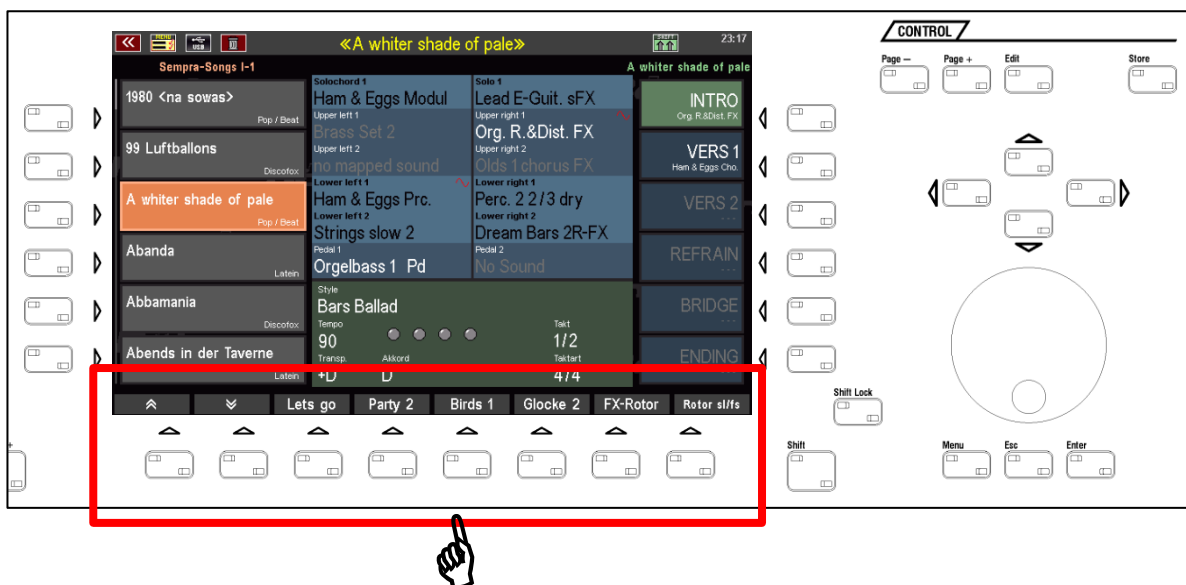 CONTROL
MENU
USB
«A whiter shade of pale»
SHIFT
23:17
Sempra-Songs I-1
A whiter shade of pale
1980 <na sowas>
Pop / Beat
99 Luftballons
Discofox
A whiter shade of pale
Pop / Beat
Abanda
Latein
Abbamania
Discofox
Abends in der Taverne
Latein
Solochord 1
Ham & Eggs Modul
Solo 1
Lead E-Guit. sFX
Upper left 1
Brass Set 2
Upper right 1
Org. R.&Dist. FX
Upper left 2
no mapped sound
Upper right 2
Olds 1 chorus FX
Lower left 1
Ham & Eggs Prc.
Lower right 1
Perc. 2 2/3 dry
Lower left 2
Strings slow 2
Lower right 2
Dream Bars 2R-FX
Pedal 1
Orgelbass 1 Pd
Pedal 2
No Sound
Style
Bars Ballad
Tempo
90
Takt
1/2
Transp.
+D
Akkord
D
Taktart
4/4
INTRO
Org. R.&Dist. FX
VERS 1
Ham & Eggs Cho.
VERS 2
---
REFRAIN
---
BRIDGE
---
ENDING
Lets go
Party 2
Birds 1
Glocke 2
FX-Rotor
Rotor sl/fs
Page –
Page +
Edit
Store
Shift Lock
Shift
Menu
Esc
Enter
+